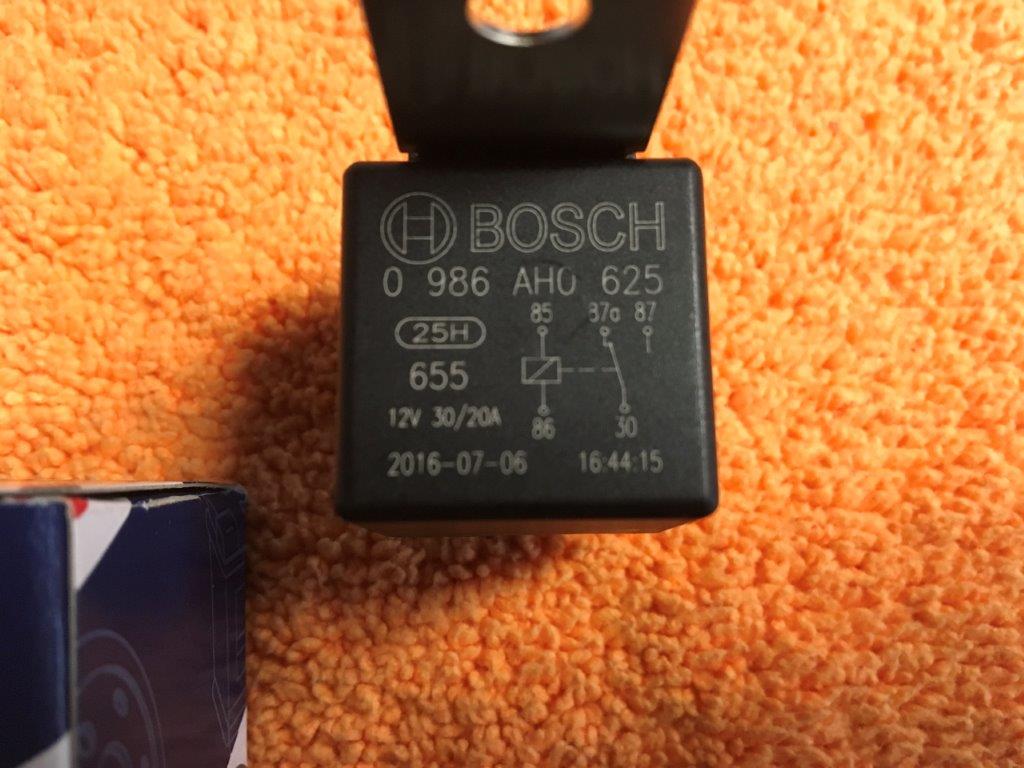 BOSCH
0 986 AH0 625
25H
85 87a 87
655
12V 30/20A
86 30
2016-07-06 16:44:15